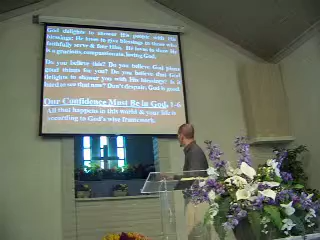 God delights to shower His people with the
blessings. He loves to give blessings to those who
faithfully serve & fear Him. He loves to those He
is a gracious, compassionate, loving God.
Do you believe this? Do you believe God plans
good things for you? Do you believe that God
delights to shower you with His blessings? Is it
hard to see that now? Don't despair. God is good.
Our Confidence Must Be in God, 1-6
All that happens in this world & your life is
according to God's wise framework.